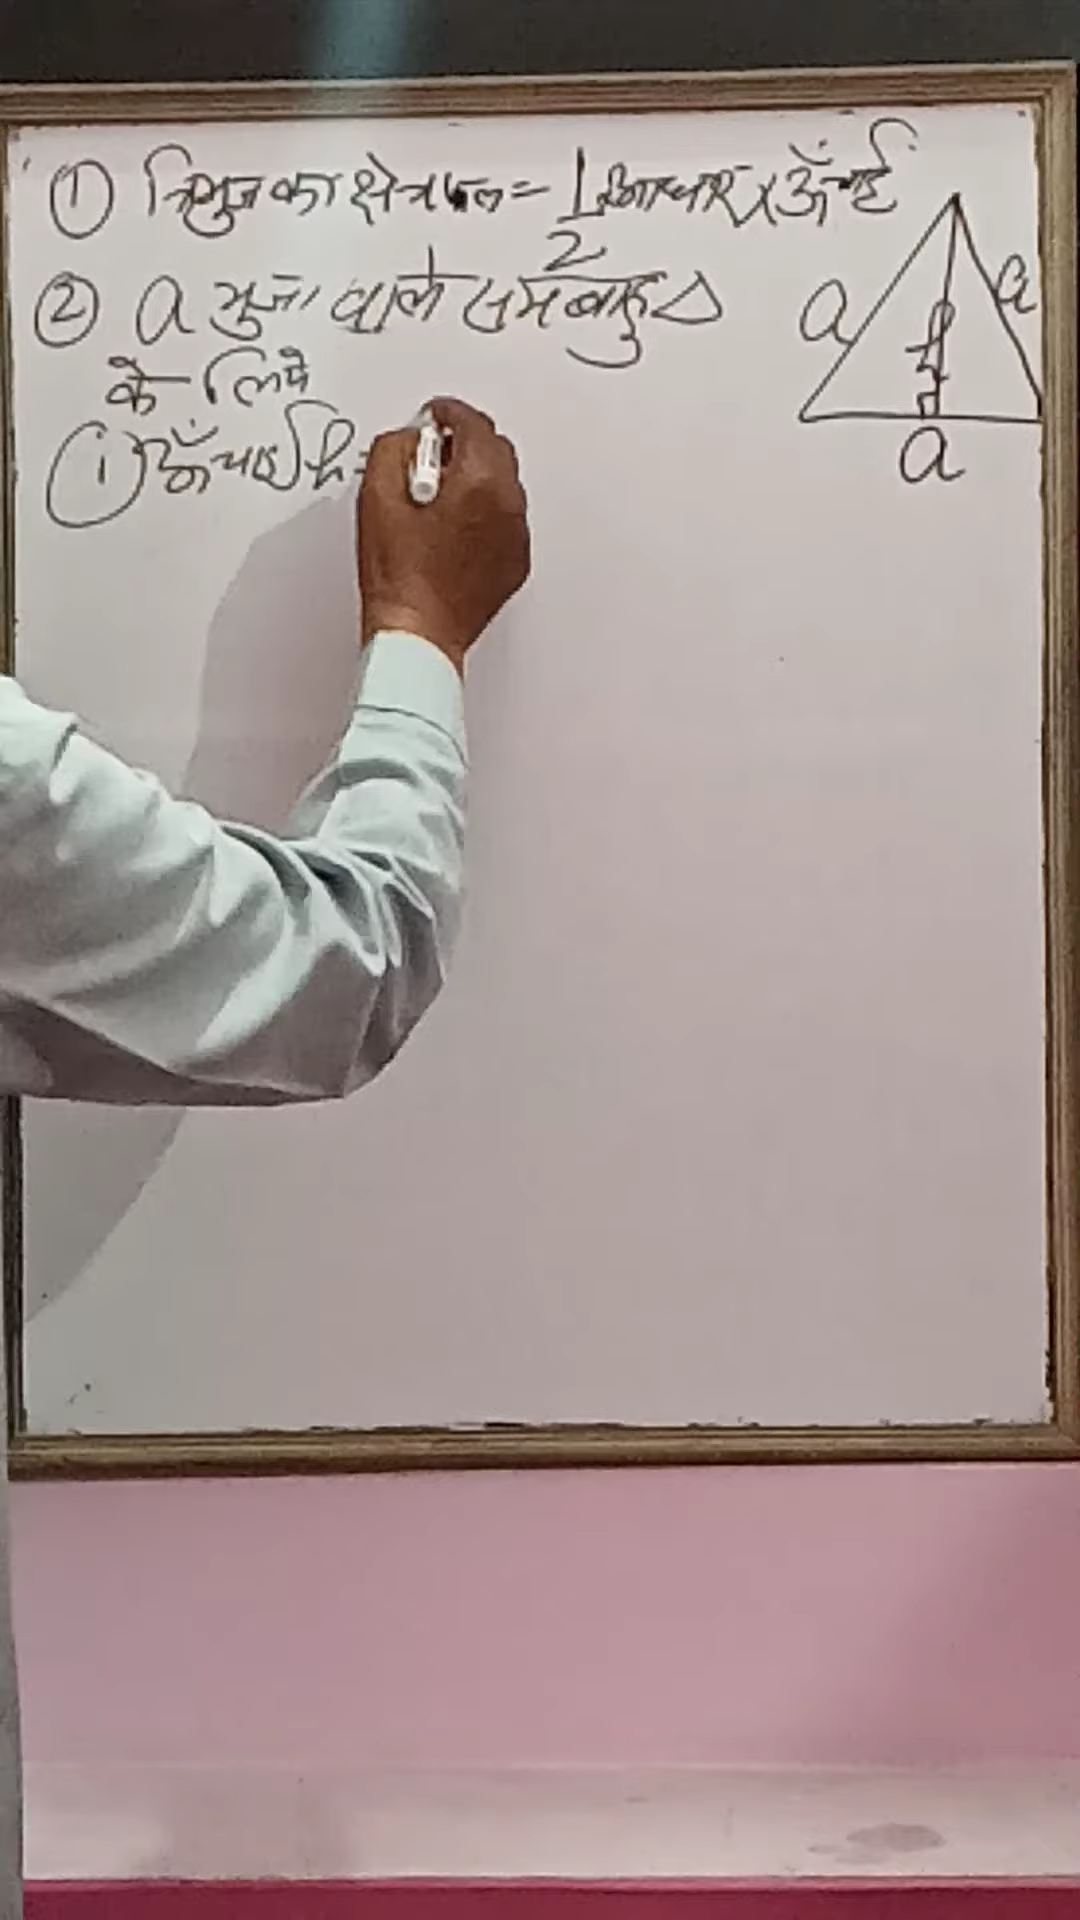 ① त्रिभुज का क्षेत्रफल = 1/2 आधार x ऊँचाई
② a भुजा वाले समबाहु Δ
के लिये
(i) ऊँचाई h =
a
a
h
a